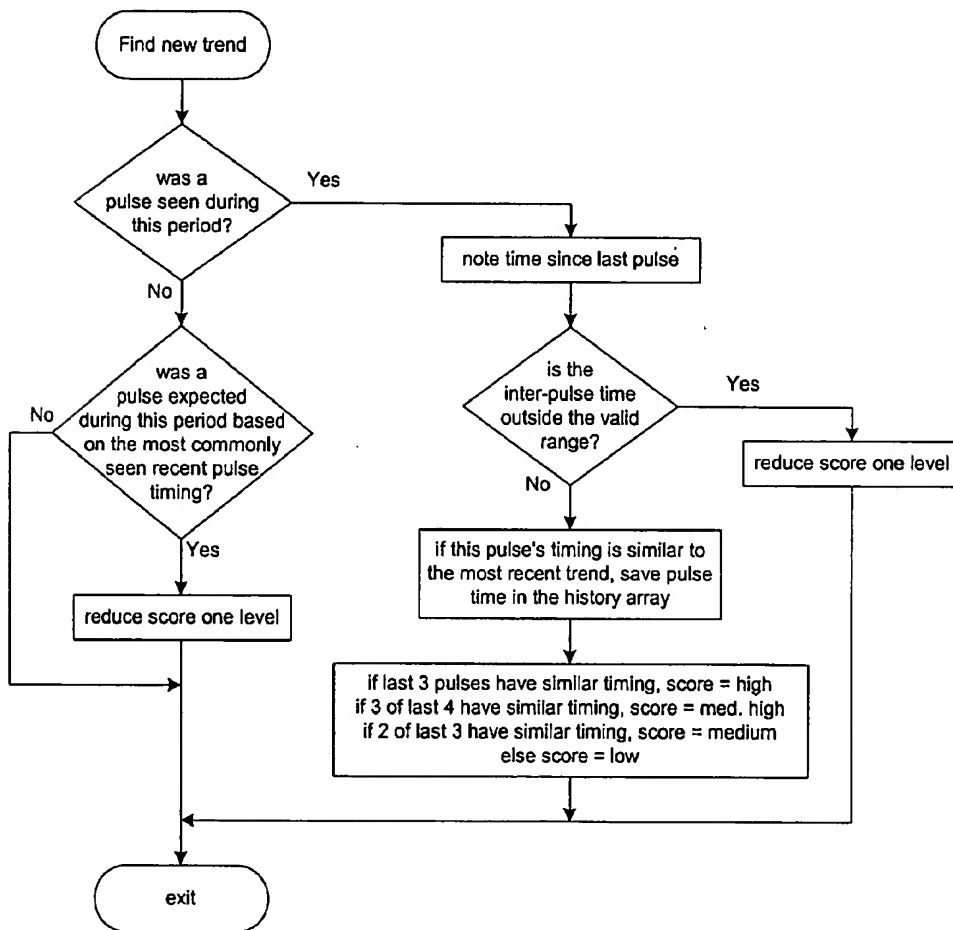 Find new trend
was a
pulse seen during
this period?
Yes
No
note time since last pulse
was a
pulse expected
during this period based
on the most commonly
seen recent pulse
timing?
No
Yes
is the
inter-pulse time
outside the valid
range?
Yes
No
reduce score one level
if this pulse's timing is similar to
the most recent trend, save pulse
time in the history array
reduce score one level
if last 3 pulses have similar timing, score = high
if 3 of last 4 have similar timing, score = med. high
if 2 of last 3 have similar timing, score = medium
else score = low
exit